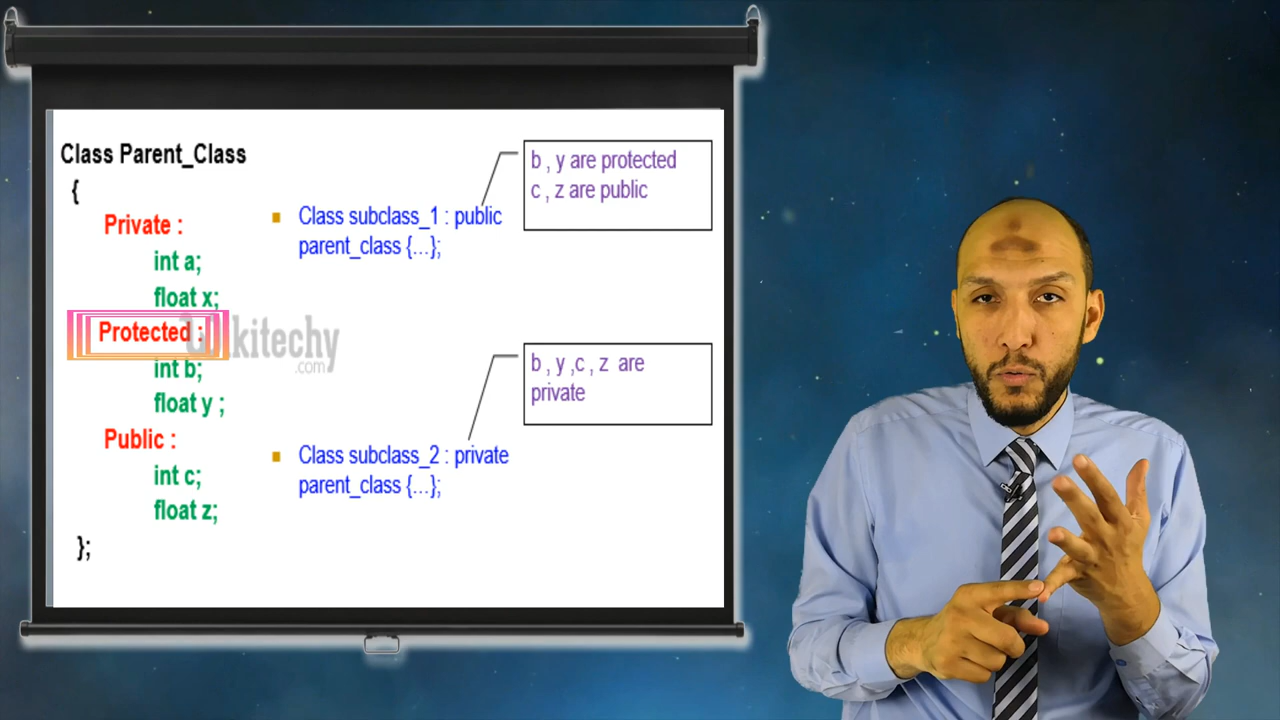 Class Parent_Class
{
Private :
int a;
float x;
Protected :
int b;
float y ;
Public :
int c;
float z;
};
Class subclass_1 : public
parent_class {...};
b , y are protected
c , z are public
Class subclass_2 : private
parent_class {...};
b , y ,c , z are
private
Wikitechy
.com